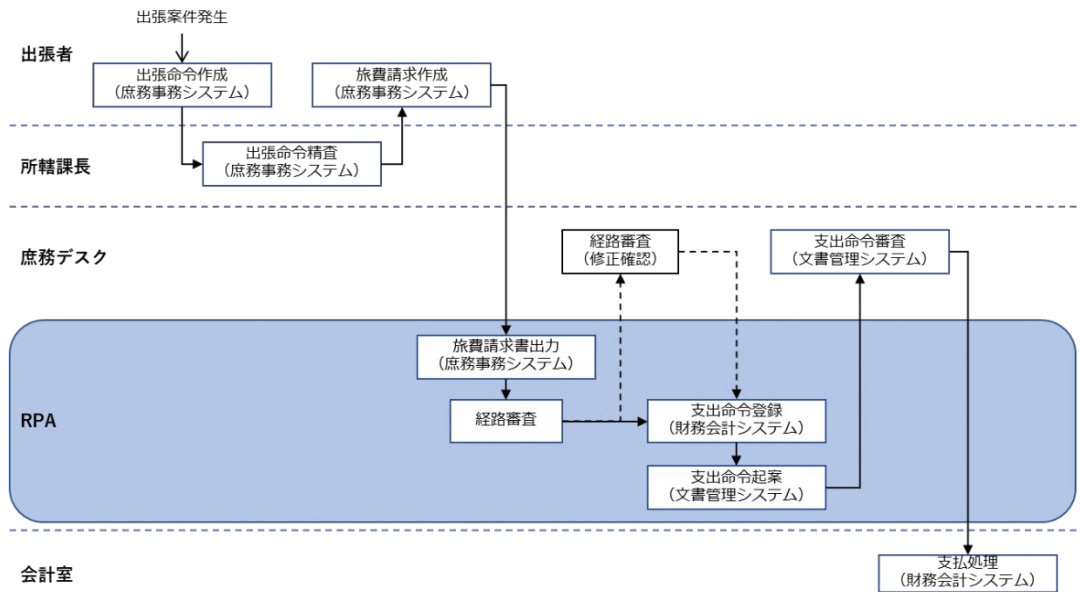 出張案件発生
出張者
出張命令作成
(庶務事務システム)
旅費請求作成
(庶務事務システム)
所轄課長
出張命令精査
(庶務事務システム)
庶務デスク
経路審査
(修正確認)
支出命令審査
(文書管理システム)
旅費請求書出力
(庶務事務システム)
RPA
経路審査
支出命令登録
(財務会計システム)
支出命令起案
(文書管理システム)
会計室
支払処理
(財務会計システム)